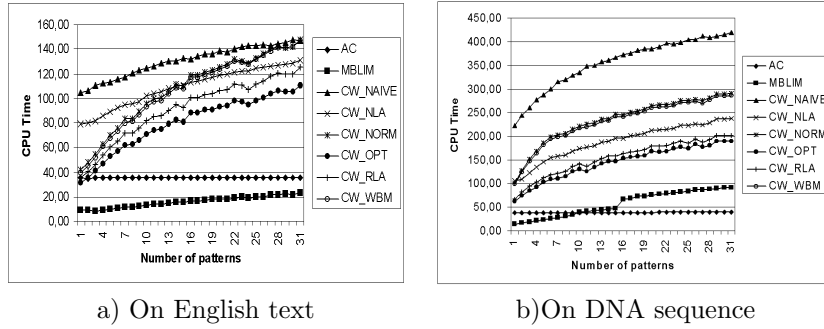 160,00
140,00
120,00
100,00
80,00
60,00
40,00
20,00
0,00
CPU Time
1 4 7 10 13 16 19 22 25 28 31
Number of patterns
AC
MBLIM
CW_NAIVE
CW_NLA
CW_NORM
CW_OPT
CW_RLA
CW_WBM
a) On English text
450,00
400,00
350,00
300,00
250,00
200,00
150,00
100,00
50,00
0,00
CPU Time
1 4 7 10 13 16 19 22 25 28 31
Number of patterns
AC
MBLIM
CW_NAIVE
CW_NLA
CW_NORM
CW_OPT
CW_RLA
CW_WBM
b)On DNA sequence